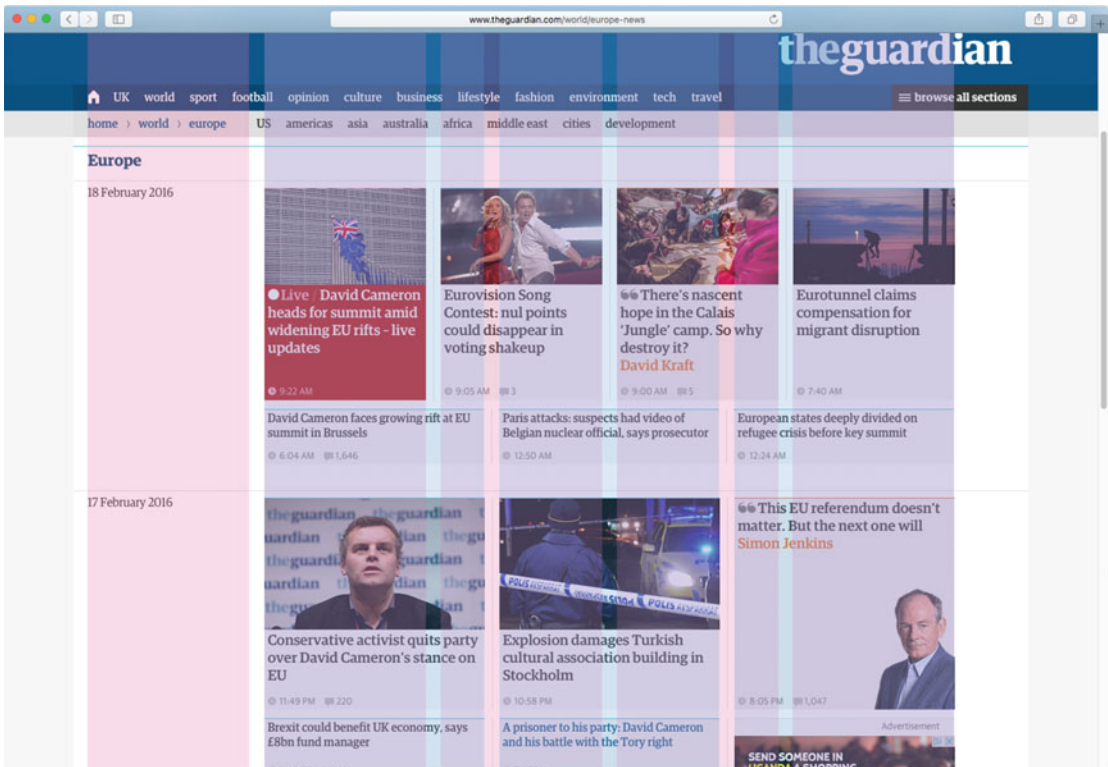 www.theguardian.com/world/europe-news
theguardian
UK world sport football opinion culture business lifestyle fashion environment tech travel
browse all sections
home › world › europe US americas asia australia africa middle east cities development
Europe
18 February 2016
Live / David Cameron
heads for summit amid
widening EU rifts – live
updates
9:22 AM
Eurovision Song
Contest: nul points
could disappear in
voting shakeup
9:05 AM 3
There's nascent
hope in the Calais
'Jungle' camp. So why
destroy it?
David Kraft
9:00 AM 5
Eurotunnel claims
compensation for
migrant disruption
7:40 AM
David Cameron faces growing rift at EU
summit in Brussels
6:04 AM 1,646
Paris attacks: suspects had video of
Belgian nuclear official, says prosecutor
12:50 AM
European states deeply divided on
refugee crisis before key summit
12:24 AM
17 February 2016
theguardian theguardian
Conservative activist quits party
over David Cameron's stance on
EU
11:49 PM 220
POLIS
POLIS
Explosion damages Turkish
cultural association building in
Stockholm
10:58 PM
This EU referendum doesn't
matter. But the next one will
Simon Jenkins
8:05 PM 1,047
Brexit could benefit UK economy, says
£8bn fund manager
A prisoner to his party: David Cameron
and his battle with the Tory right
Advertisement
SEND SOMEONE IN
UGANDA A SHOPPING